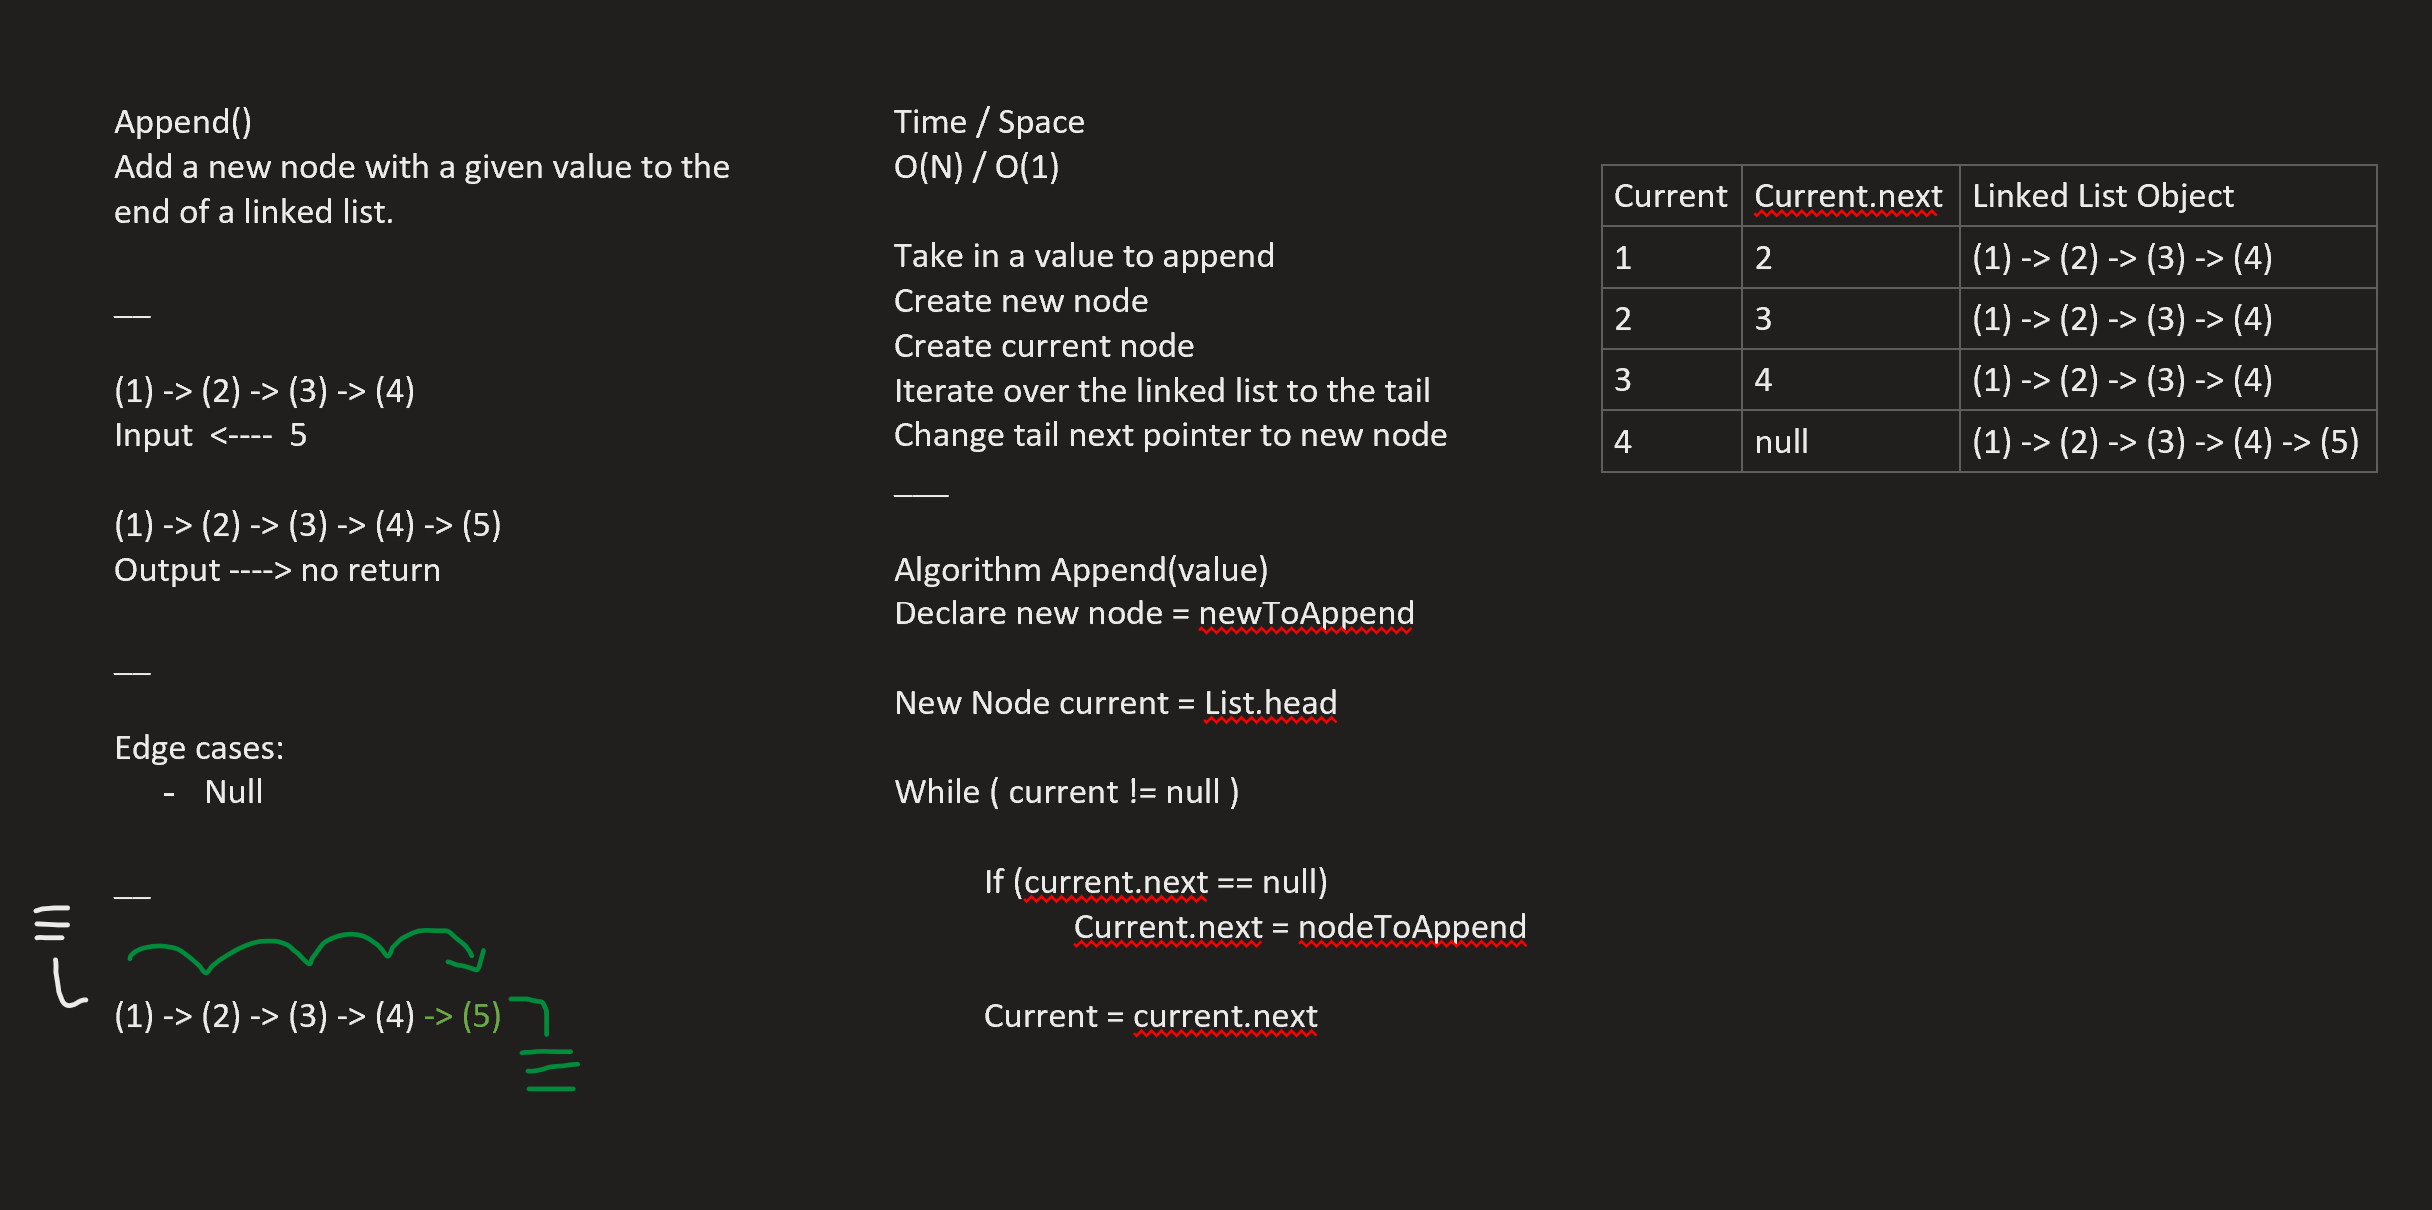 Append()
Add a new node with a given value to the
end of a linked list.
__
(1) -> (2) -> (3) -> (4)
Input <---- 5
(1) -> (2) -> (3) -> (4) -> (5)
Output ----> no return
__
Edge cases:
- Null
__
(1) -> (2) -> (3) -> (4) -> (5)
Time / Space
O(N) / O(1)
Take in a value to append
Create new node
Create current node
Iterate over the linked list to the tail
Change tail next pointer to new node
___
Algorithm Append(value)
Declare new node = newToAppend
New Node current = List.head
While ( current != null )
If (current.next == null)
Current.next = nodeToAppend
Current = current.next
Current Current.next Linked List Object
1 2 (1) -> (2) -> (3) -> (4)
2 3 (1) -> (2) -> (3) -> (4)
3 4 (1) -> (2) -> (3) -> (4)
4 null (1) -> (2) -> (3) -> (4) -> (5)